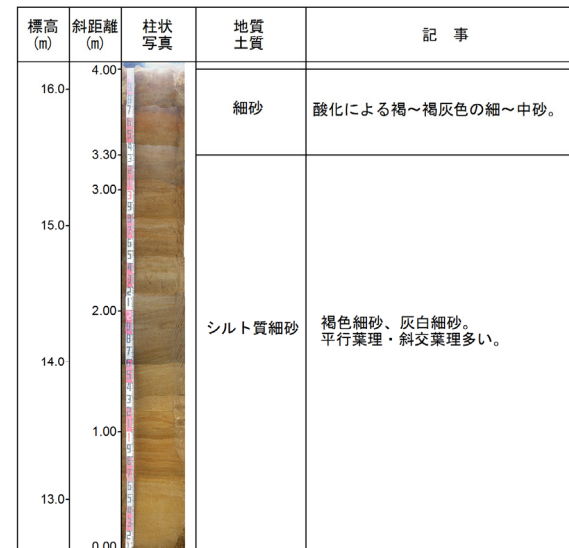 標高 斜距離 柱状 地質
(m) (m) 写真 土質 記 事
4.00
16.0
細砂 酸化による褐～褐灰色の細～中砂。
3.30
3.00
15.0
2.00
シルト質細砂 褐色細砂、灰白細砂。
平行葉理・斜交葉理多い。
14.0
1.00
13.0
0.00